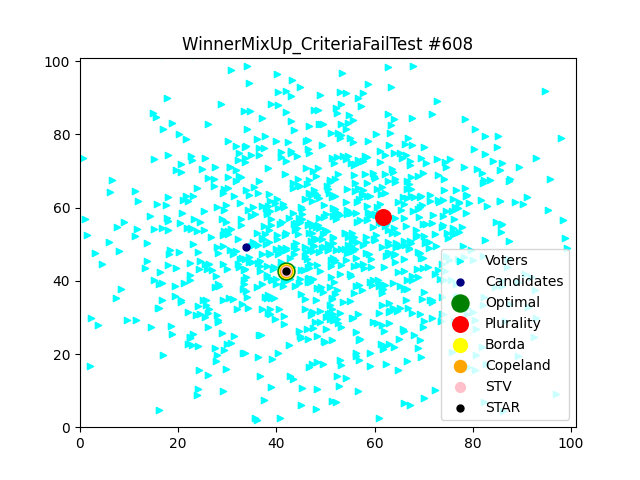 WinnerMixUp_CriteriaFailTest #608
100
80
60
40
20
0
0 20 40 60 80 100
Voters
Candidates
Optimal
Plurality
Borda
Copeland
STV
STAR